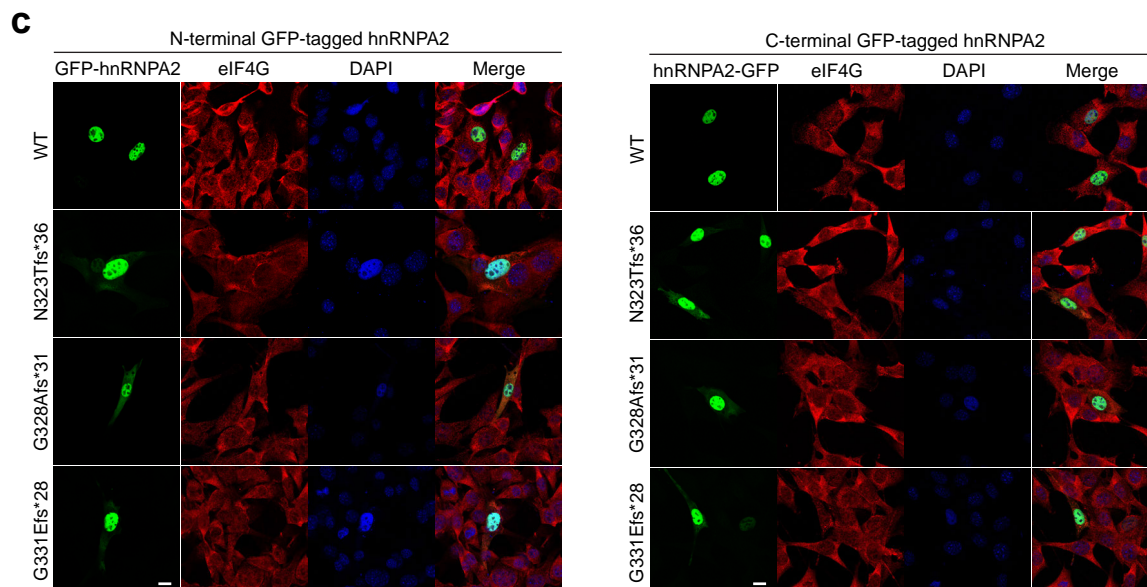 c
N-terminal GFP-tagged hnRNPA2
GFP-hnRNPA2 eIF4G DAPI Merge
WT
N323Tfs*36
G328Afs*31
G331Efs*28
C-terminal GFP-tagged hnRNPA2
hnRNPA2-GFP eIF4G DAPI Merge
WT
N323Tfs*36
G328Afs*31
G331Efs*28